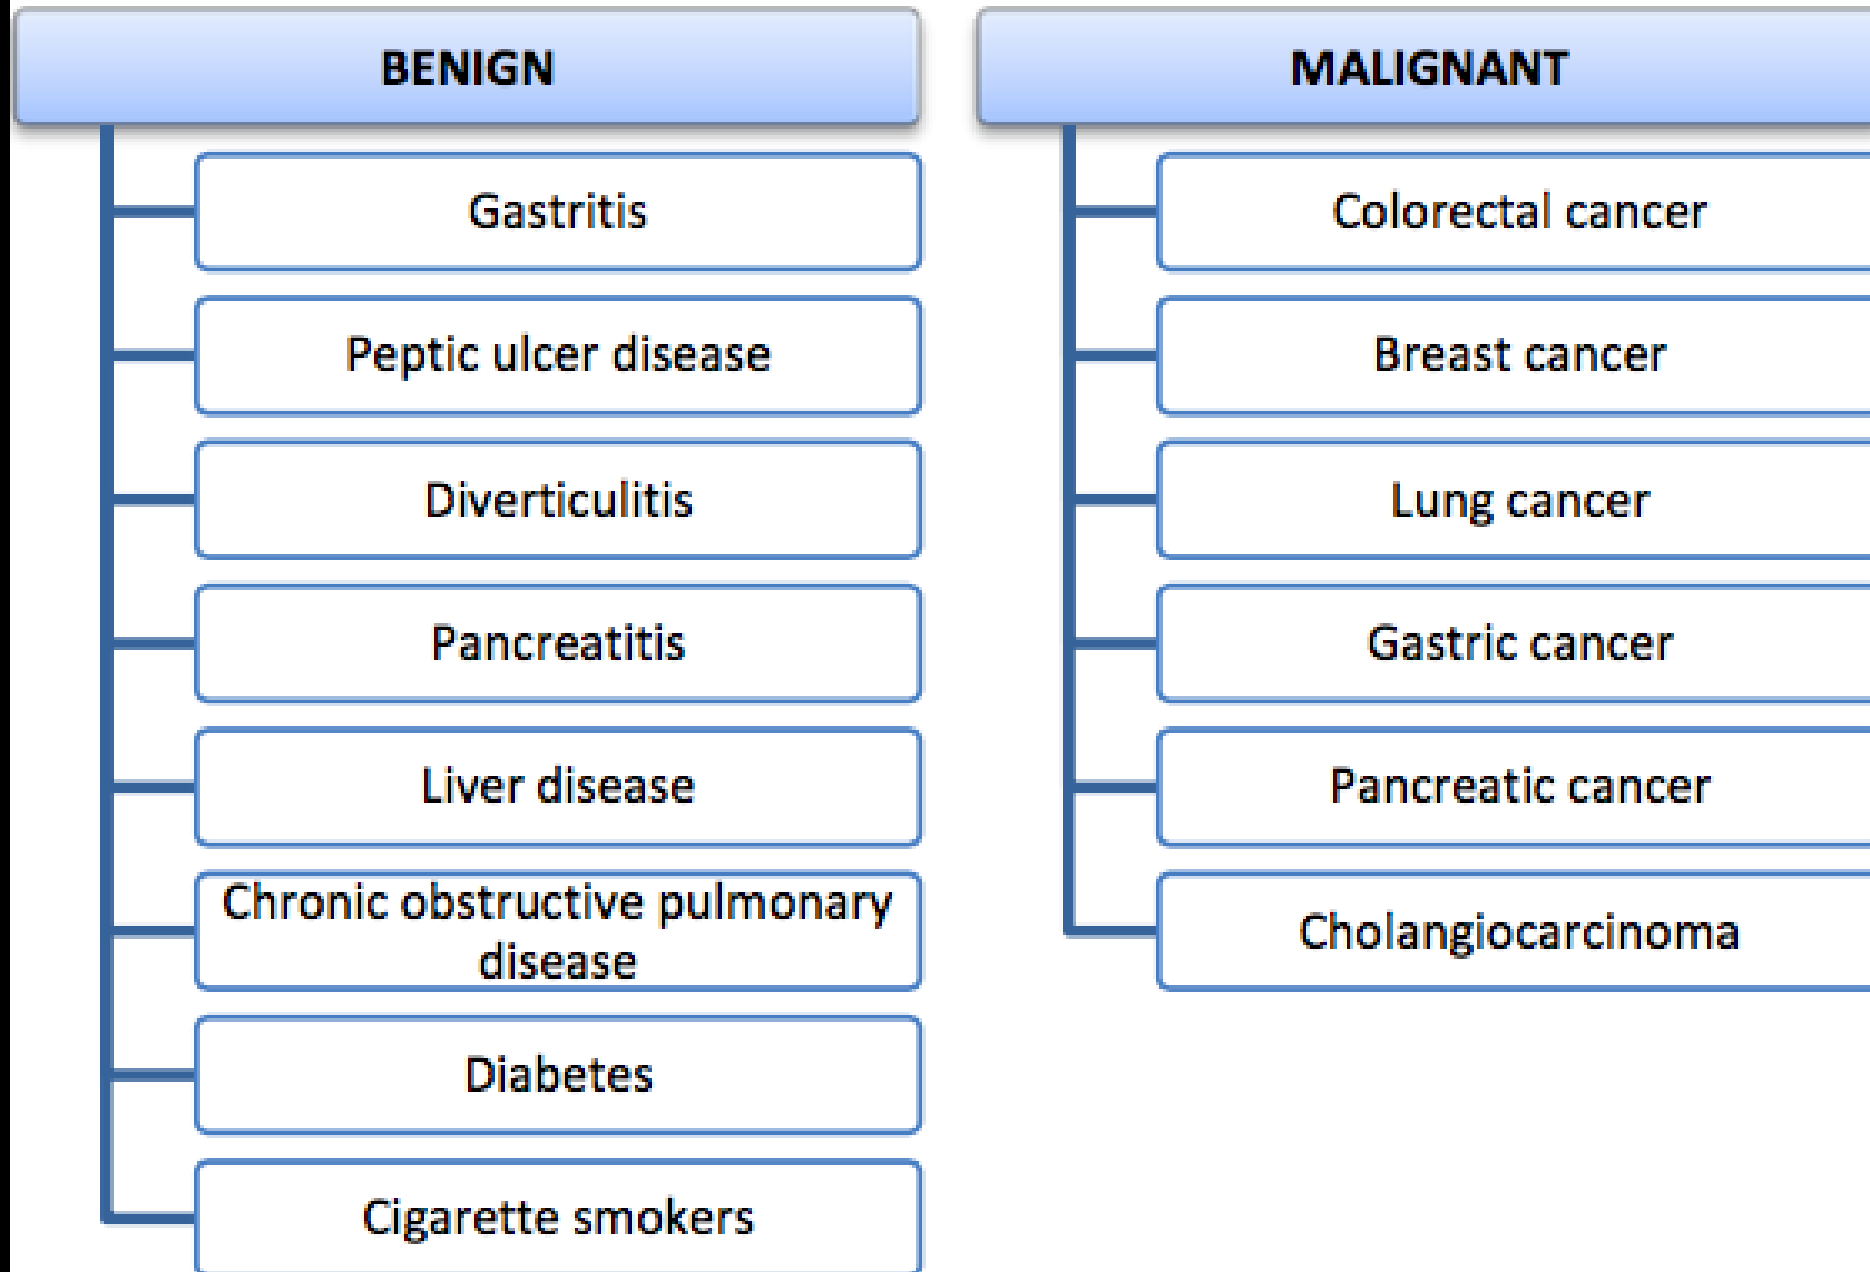 BENIGN
Gastritis
Peptic ulcer disease
Diverticulitis
Pancreatitis
Liver disease
Chronic obstructive pulmonary
disease
Diabetes
Cigarette smokers
MALIGNANT
Colorectal cancer
Breast cancer
Lung cancer
Gastric cancer
Pancreatic cancer
Cholangiocarcinoma